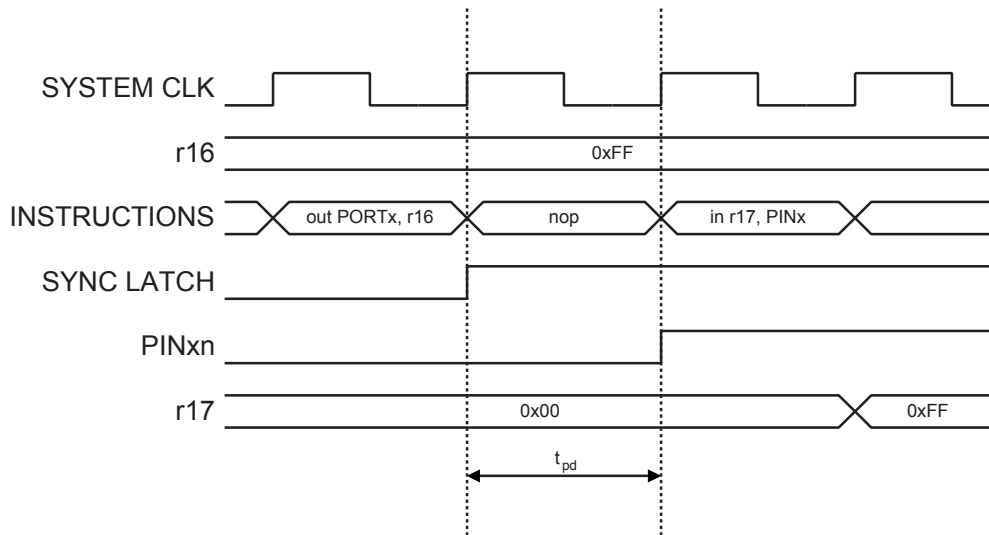 SYSTEM CLK
r16
0xFF
INSTRUCTIONS
out PORTx, r16
nop
in r17, PINx
SYNC LATCH
PINxn
r17
0x00
0xFF
tpd